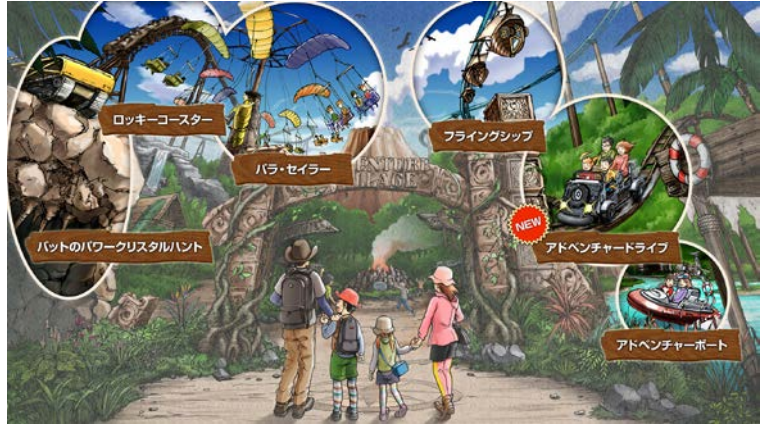 ロッキーコースター
パラ・セイラー
フライングシップ
NEW
バットのパワークリスタルハント
アドベンチャードライブ
アドベンチャーボート
VILLAGE